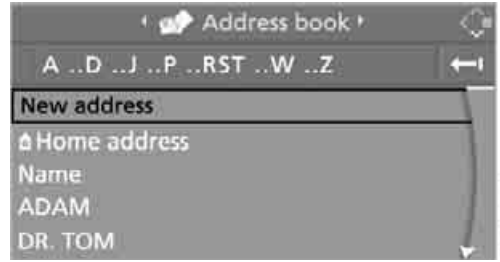 Address book
A ..D ..J ..P ..RST ..W ..Z
New address
Home address
Name
ADAM
DR. TOM